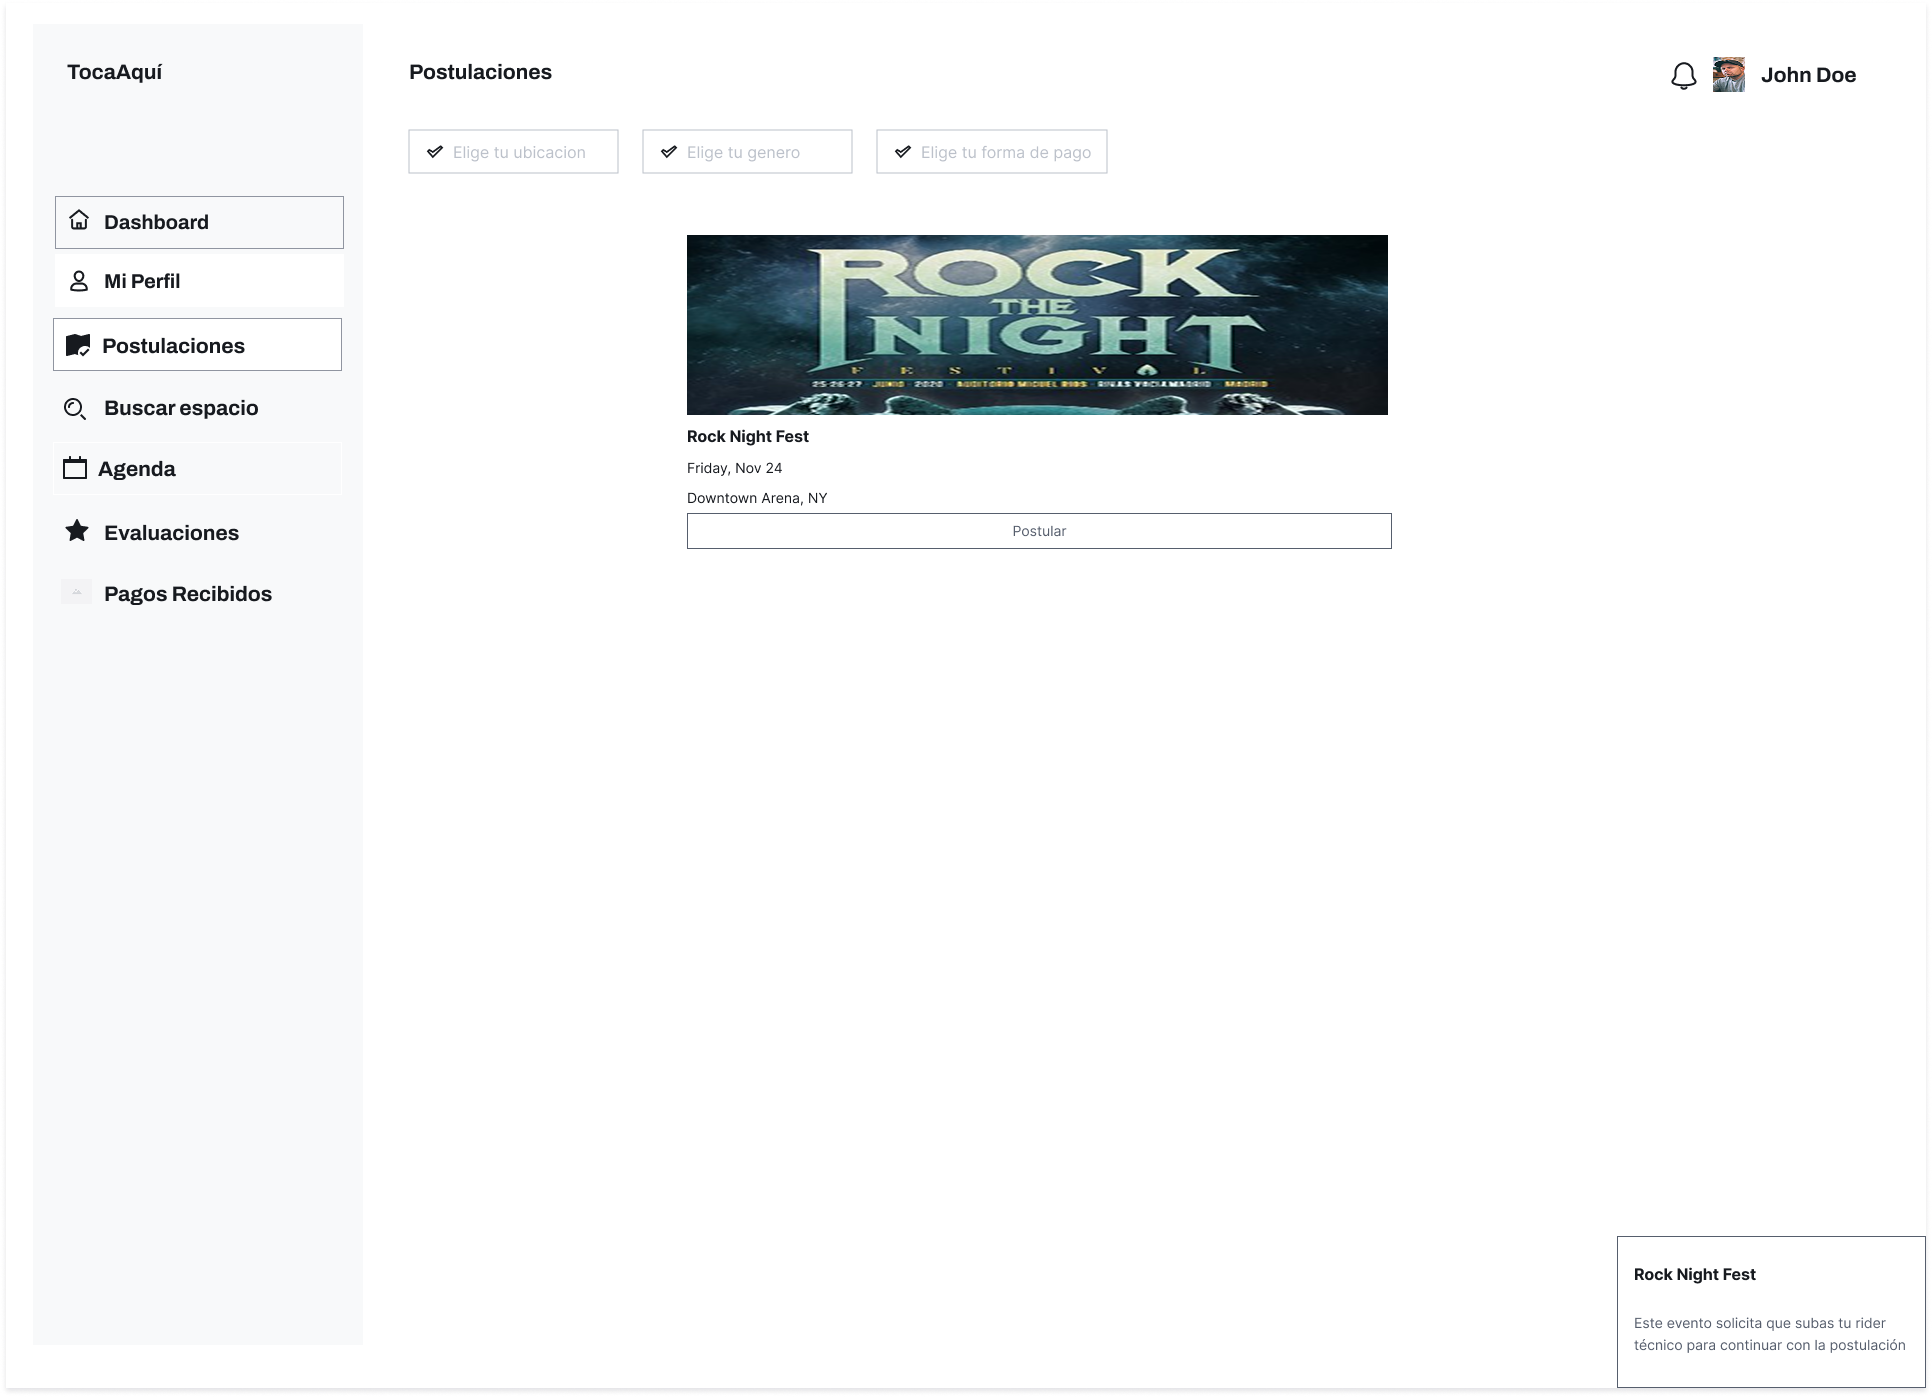 TocaAquí
Postulaciones
John Doe
Elige tu ubicacion
Elige tu genero
Elige tu forma de pago
Dashboard
Mi Perfil
Postulaciones
Buscar espacio
Agenda
Evaluaciones
Pagos Recibidos
ROCK
THE
NIGHT
FESTIVAL
25·26·27 · JUNIO · 2020 · AUDITORIO MIGUEL RIOS · RIVAS VACIAMADRID · MADRID
Rock Night Fest
Friday, Nov 24
Downtown Arena, NY
Postular
Rock Night Fest
Este evento solicita que subas tu rider
técnico para continuar con la postulación